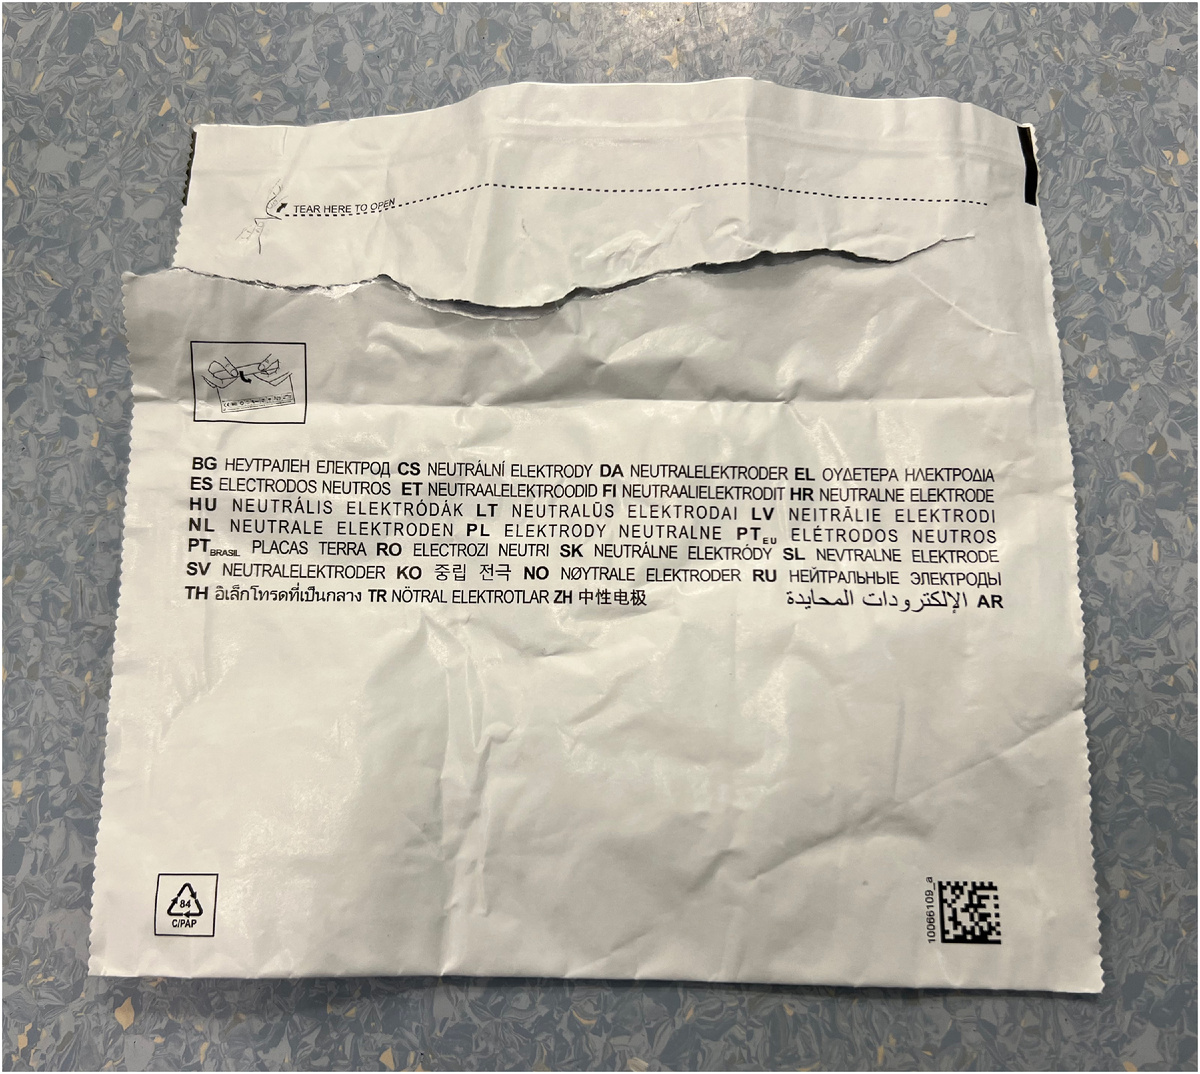 TEAR HERE TO OPEN
BG НЕУТРАЛЕН ЕЛЕКТРОД CS NEUTRÁLNÍ ELEKTRODY DA NEUTRALELEKTRODER EL ΟΥΔΕΤΕΡΑ ΗΛΕΚΤΡΟΔΙΑ
ES ELECTRODOS NEUTROS ET NEUTRAALELEKTROODID FI NEUTRAALIELEKTRODIT HR NEUTRALNE ELEKTRODE
HU NEUTRÁLIS ELEKTRÓDÁK LT NEUTRALŪS ELEKTRODAI LV NEITRĀLIE ELEKTRODI
NL NEUTRALE ELEKTRODEN PL ELEKTRODY NEUTRALNE PT EU ELÉTRODOS NEUTROS
PT BRASIL PLACAS TERRA RO ELECTROZI NEUTRI SK NEUTRÁLNE ELEKTRÓDY SL NEVTRALNE ELEKTRODE
SV NEUTRALELEKTRODER KO 중립 전극 NO NØYTRALE ELEKTRODER RU НЕЙТРАЛЬНЫЕ ЭЛЕКТРОДЫ
TH อิเล็กโทรดที่เป็นกลาง TR NÖTRAL ELEKTROTLAR ZH 中性电极 AR الإلكترودات المحايدة
84
C/PAP
10066109_a